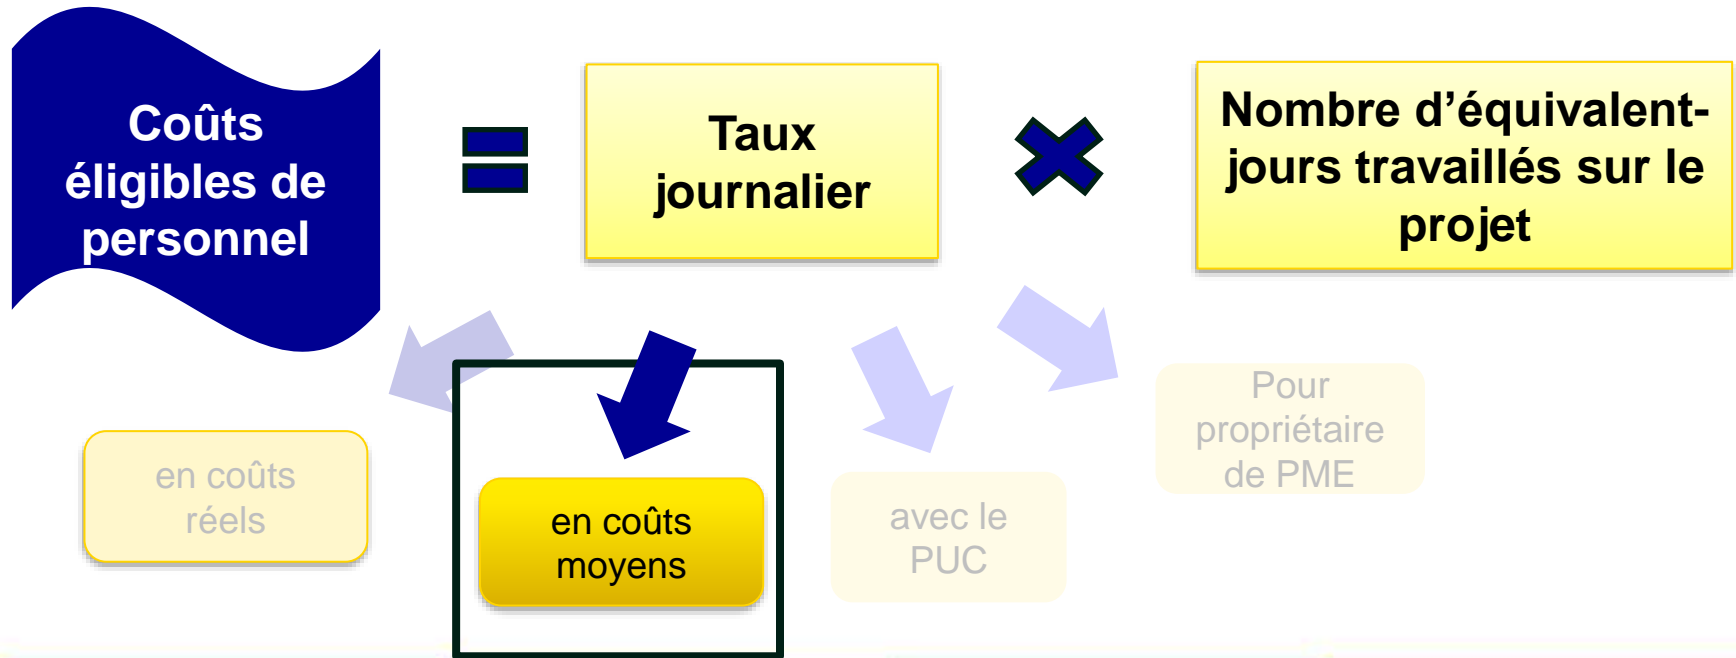 Coûts
éligibles de
personnel
Taux
journalier
Nombre d’équivalent-
jours travaillés sur le
projet
en coûts
réels
en coûts
moyens
avec le
PUC
Pour
propriétaire
de PME